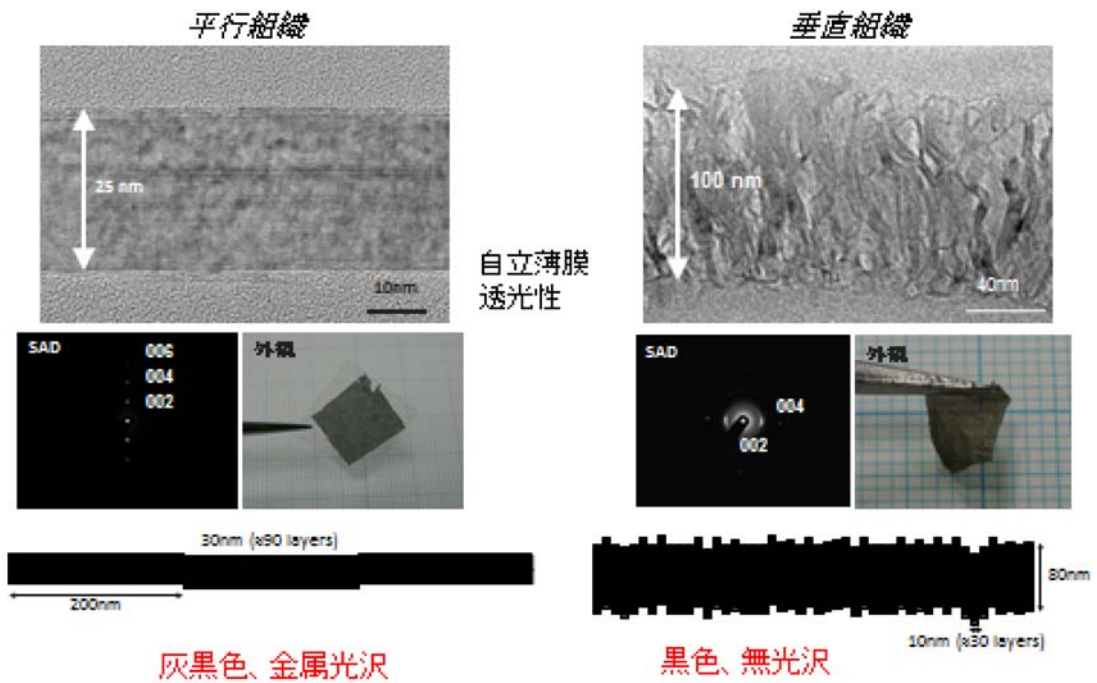 平行組織
25 nm
10nm
SAD
006
004
002
外観
30nm (≈90 layers)
200nm
灰黒色、金属光沢
自立薄膜
透光性
垂直組織
100 nm
40nm
SAD
004
002
外観
80nm
10nm (≈30 layers)
黒色、無光沢